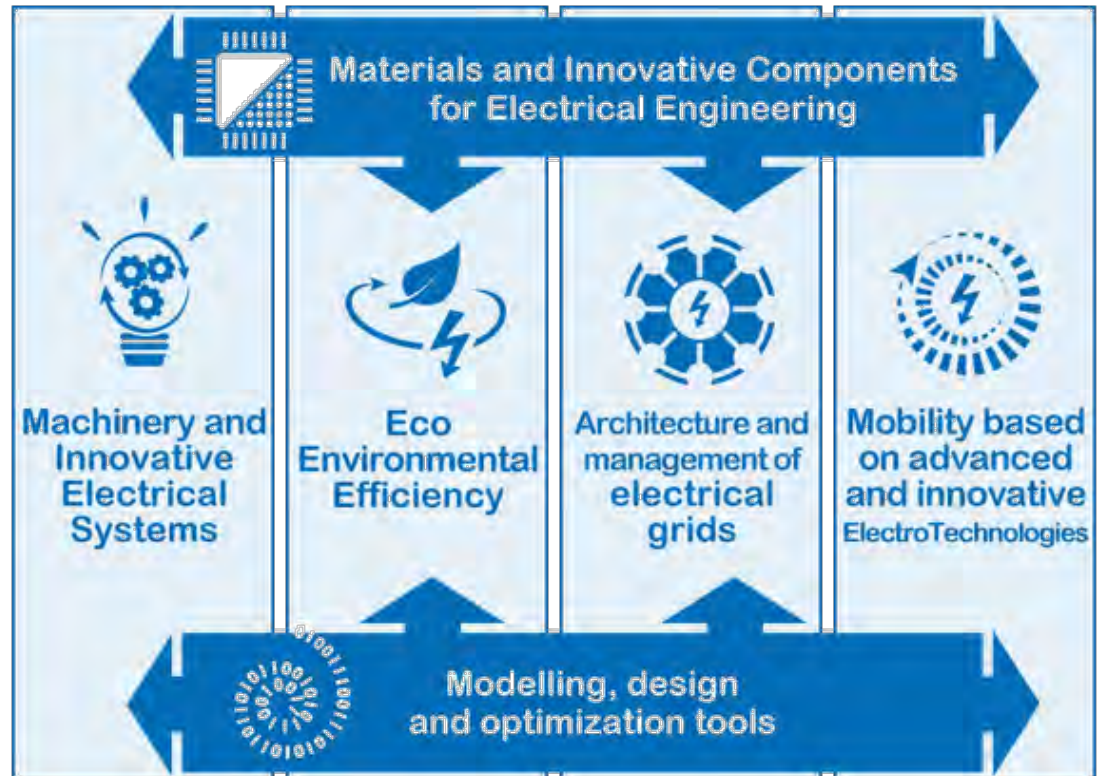 Materials and Innovative Components
for Electrical Engineering
Machinery and
Innovative
Electrical
Systems
Eco
Environmental
Efficiency
Architecture and
management of
electrical
grids
Mobility based
on advanced
and innovative
ElectroTechnologies
Modelling, design
and optimization tools